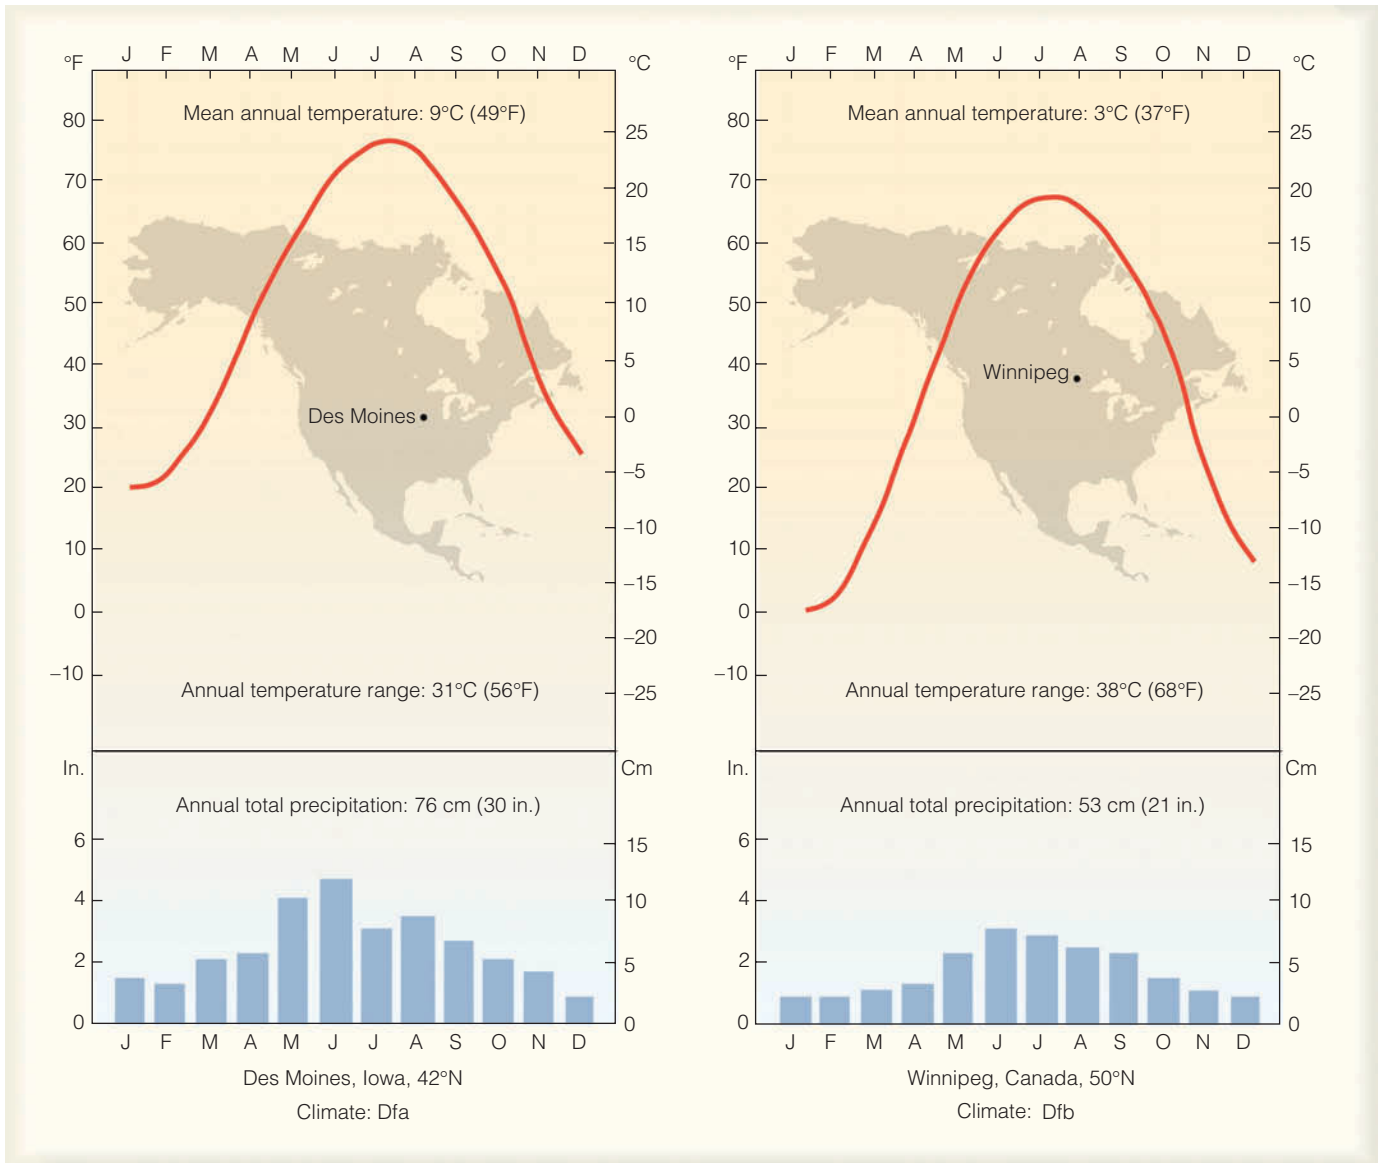 J F M A M J J A S O N D
°F
°C
Mean annual temperature: 9°C (49°F)
80
70
60
50
40
30
20
10
0
–10
25
20
15
10
5
0
–5
–10
–15
–20
–25
Des Moines
Annual temperature range: 31°C (56°F)
In.
Cm
Annual total precipitation: 76 cm (30 in.)
6
4
2
0
15
10
5
0
J F M A M J J A S O N D
Des Moines, Iowa, 42°N
Climate: Dfa
J F M A M J J A S O N D
°F
°C
Mean annual temperature: 3°C (37°F)
80
70
60
50
40
30
20
10
0
–10
25
20
15
10
5
0
–5
–10
–15
–20
–25
Winnipeg
Annual temperature range: 38°C (68°F)
In.
Cm
Annual total precipitation: 53 cm (21 in.)
6
4
2
0
15
10
5
0
J F M A M J J A S O N D
Winnipeg, Canada, 50°N
Climate: Dfb